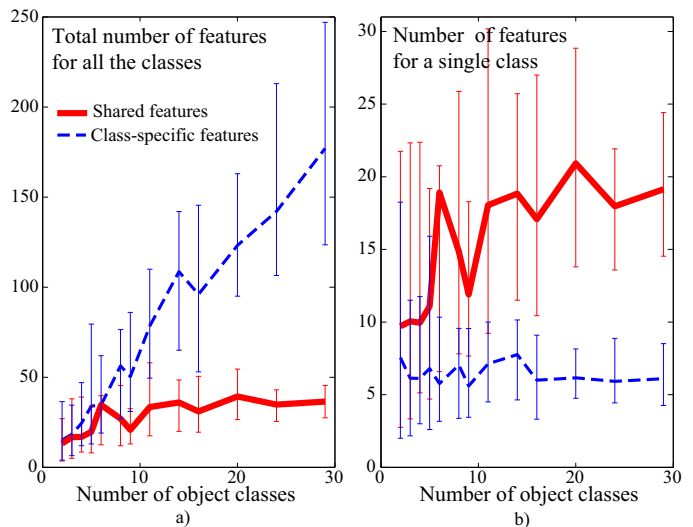 Total number of features
for all the classes
Shared features
Class-specific features
250
200
150
100
50
0
0
10
20
30
Number of object classes
a)
Number of features
for a single class
30
25
20
15
10
5
0
0
10
20
30
Number of object classes
b)